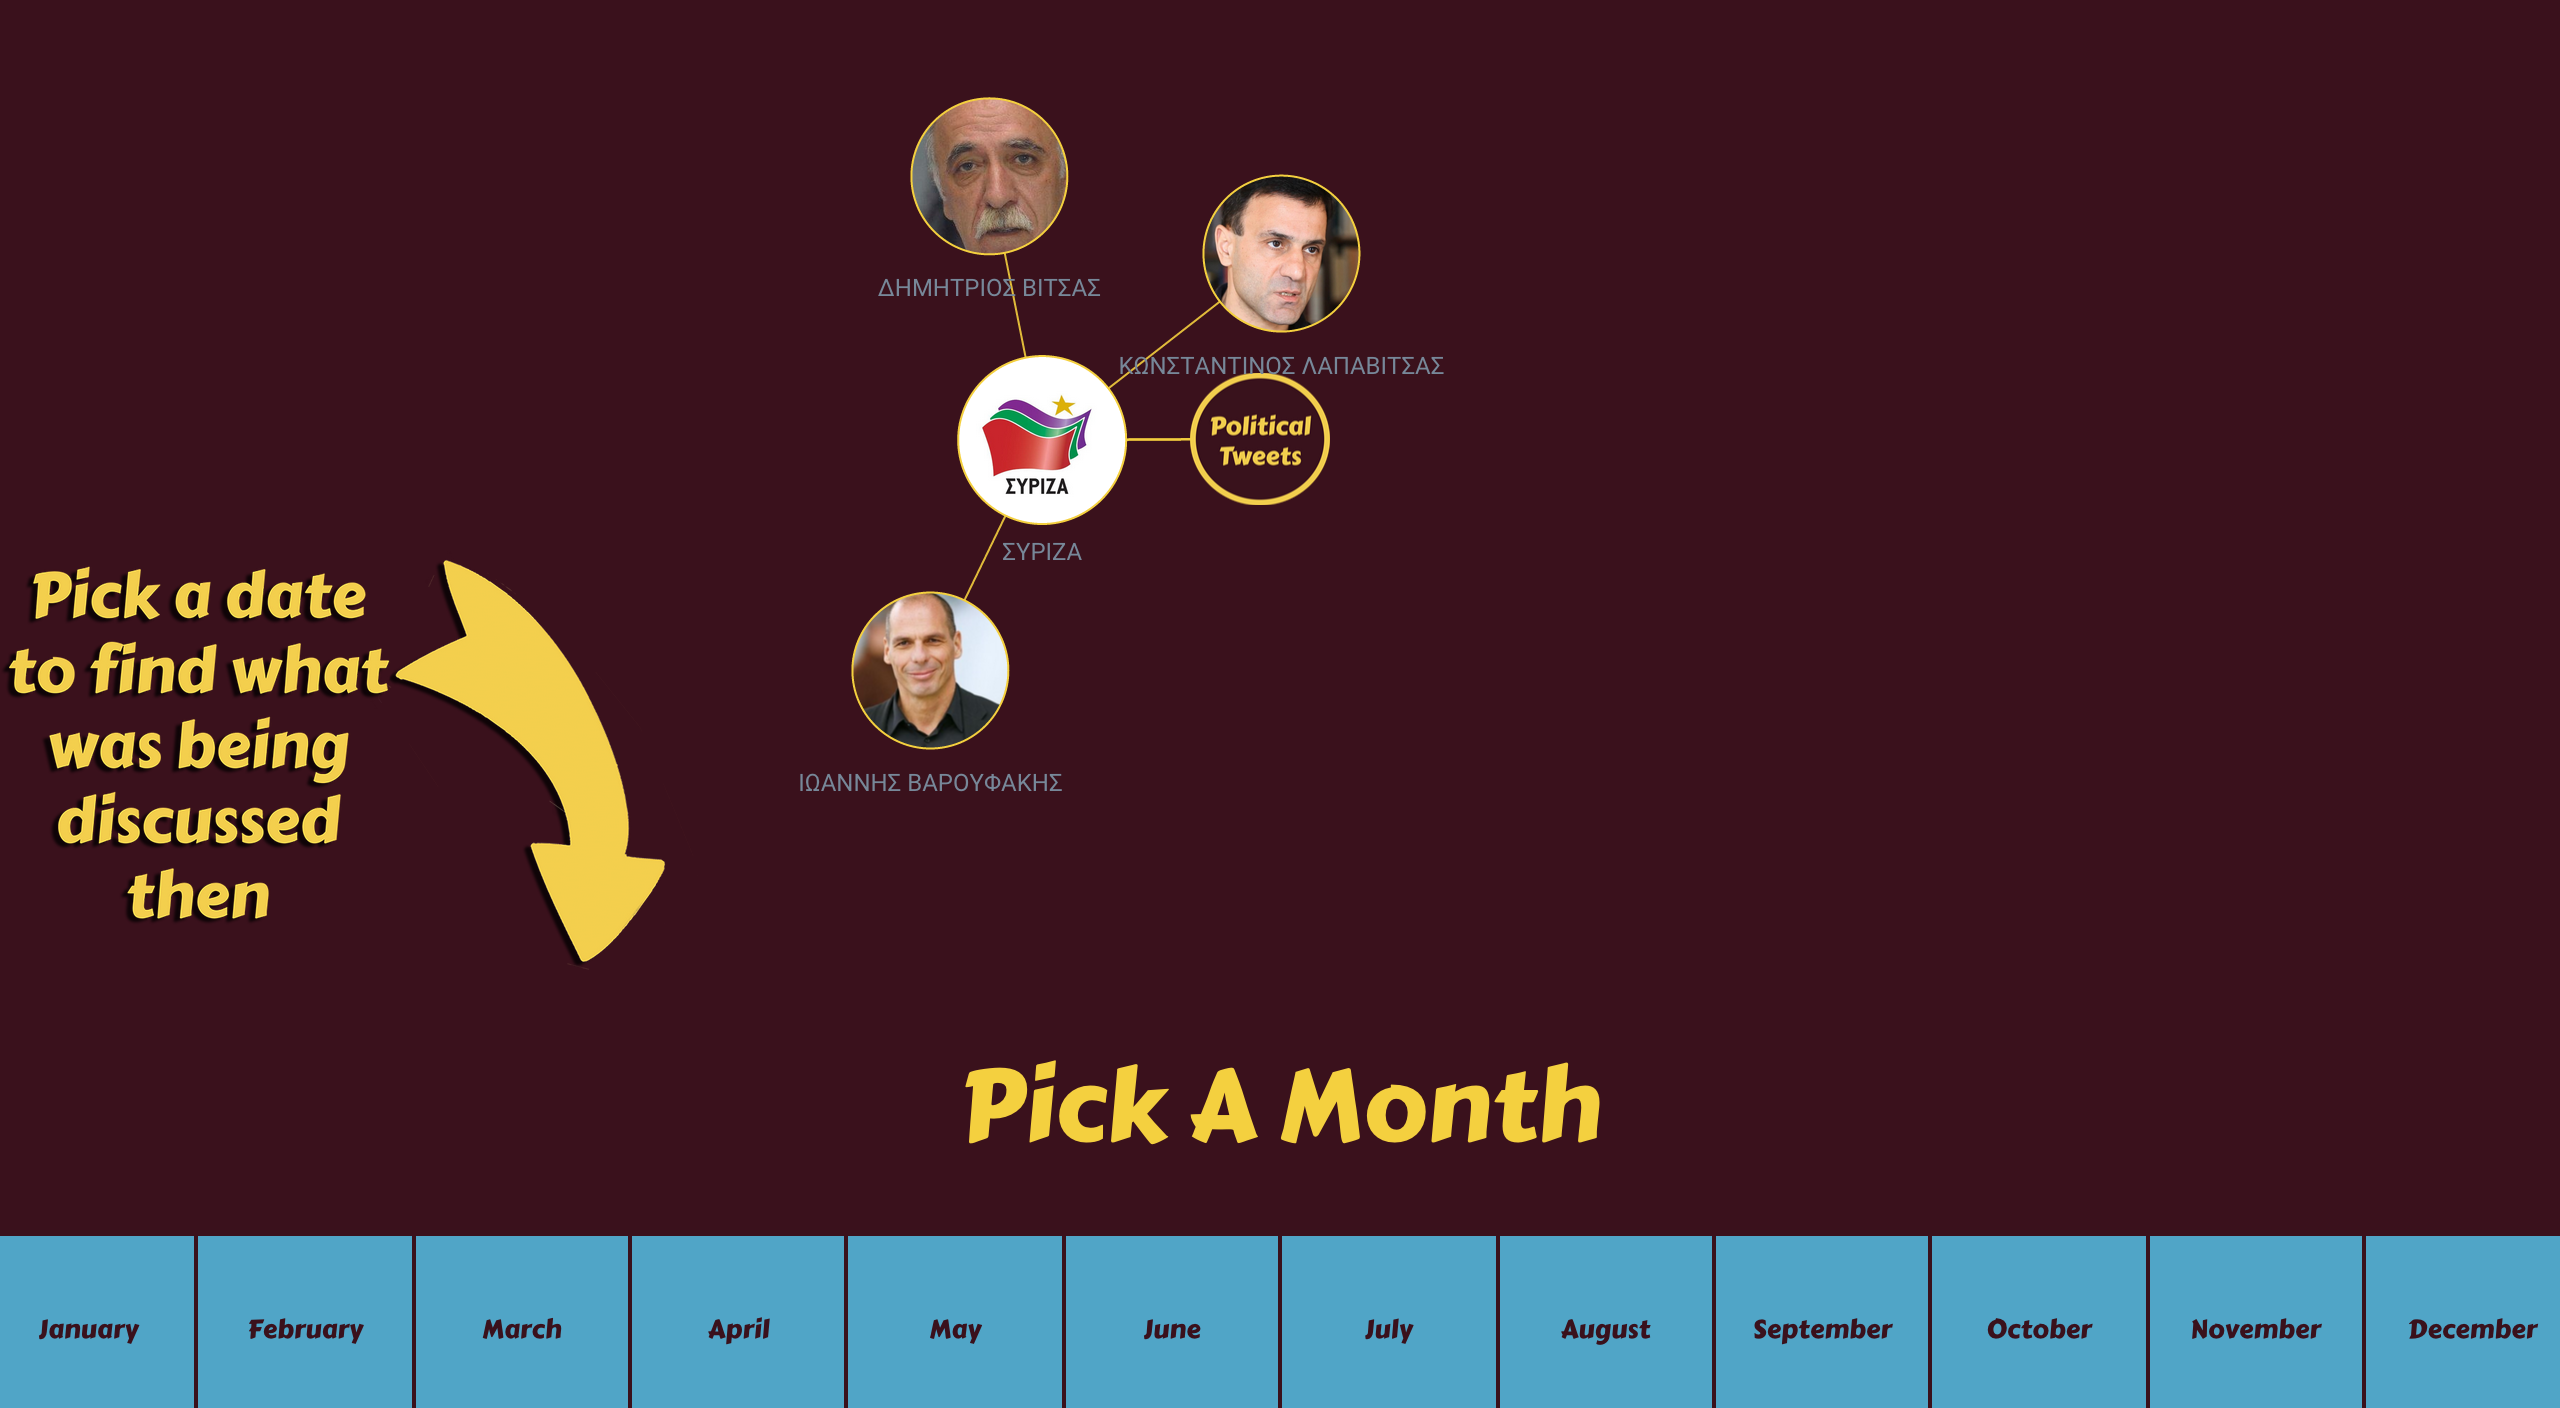 ΔΗΜΗΤΡΙΟΣ ΒΙΤΣΑΣ
ΚΩΝΣΤΑΝΤΙΝΟΣ ΛΑΠΑΒΙΤΣΑΣ
Political
Tweets
ΣΥΡΙΖΑ
ΣΥΡΙΖΑ
ΙΩΑΝΝΗΣ ΒΑΡΟΥΦΑΚΗΣ
Pick a date
to find what
was being
discussed
then
Pick A Month
January
February
March
April
May
June
July
August
September
October
November
December